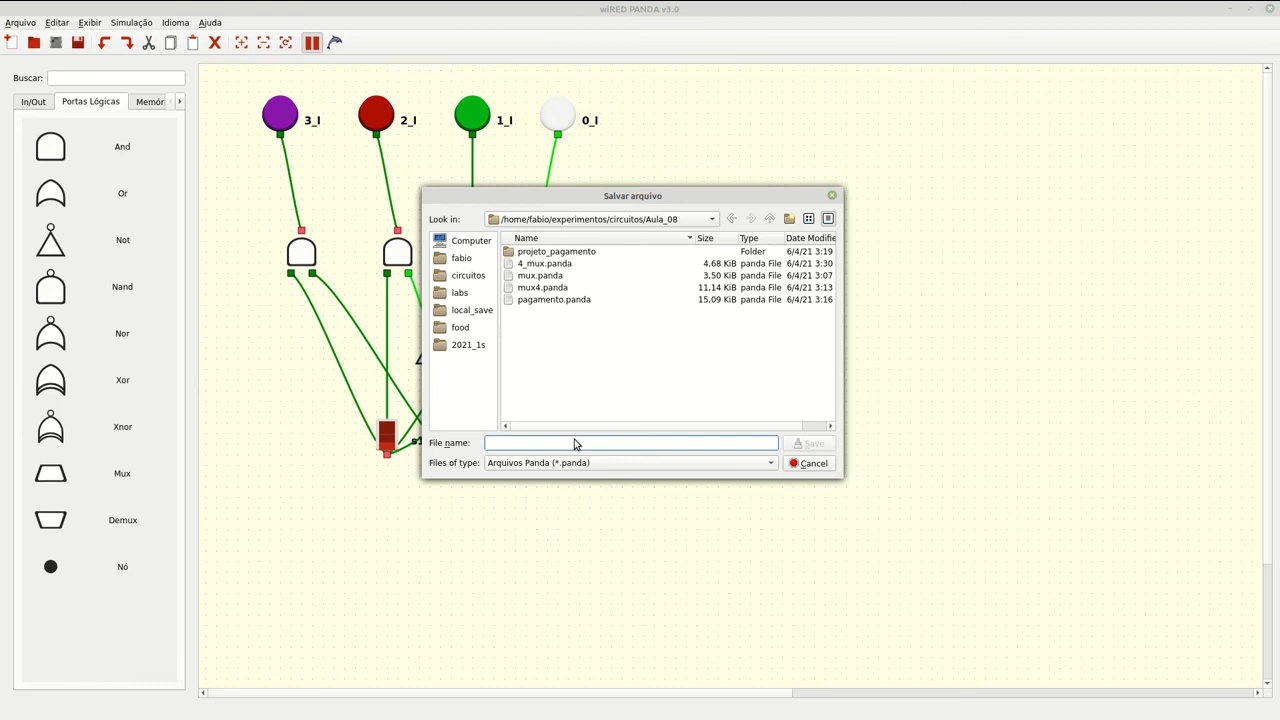 wiRED PANDA v3.0
Arquivo Editar Exibir Simulação Idioma Ajuda
Buscar:
In/Out Portas Lógicas Memór
And
Or
Not
Nand
Nor
Xor
Xnor
Mux
Demux
Nó
3_I 2_I 1_I 0_I
Salvar arquivo
Look in: /home/fabio/experimentos/circuitos/Aula_08
Computer
fabio
circuitos
labs
local_save
food
2021_1s
Name Size Type Date Modifie
projeto_pagamento Folder 6/4/21 3:19
4_mux.panda 4,68 KiB panda File 6/4/21 3:30
mux.panda 3,50 KiB panda File 6/4/21 3:07
mux4.panda 11,14 KiB panda File 6/4/21 3:13
pagamento.panda 15,09 KiB panda File 6/4/21 3:16
File name: Save
Files of type: Arquivos Panda (*.panda) Cancel